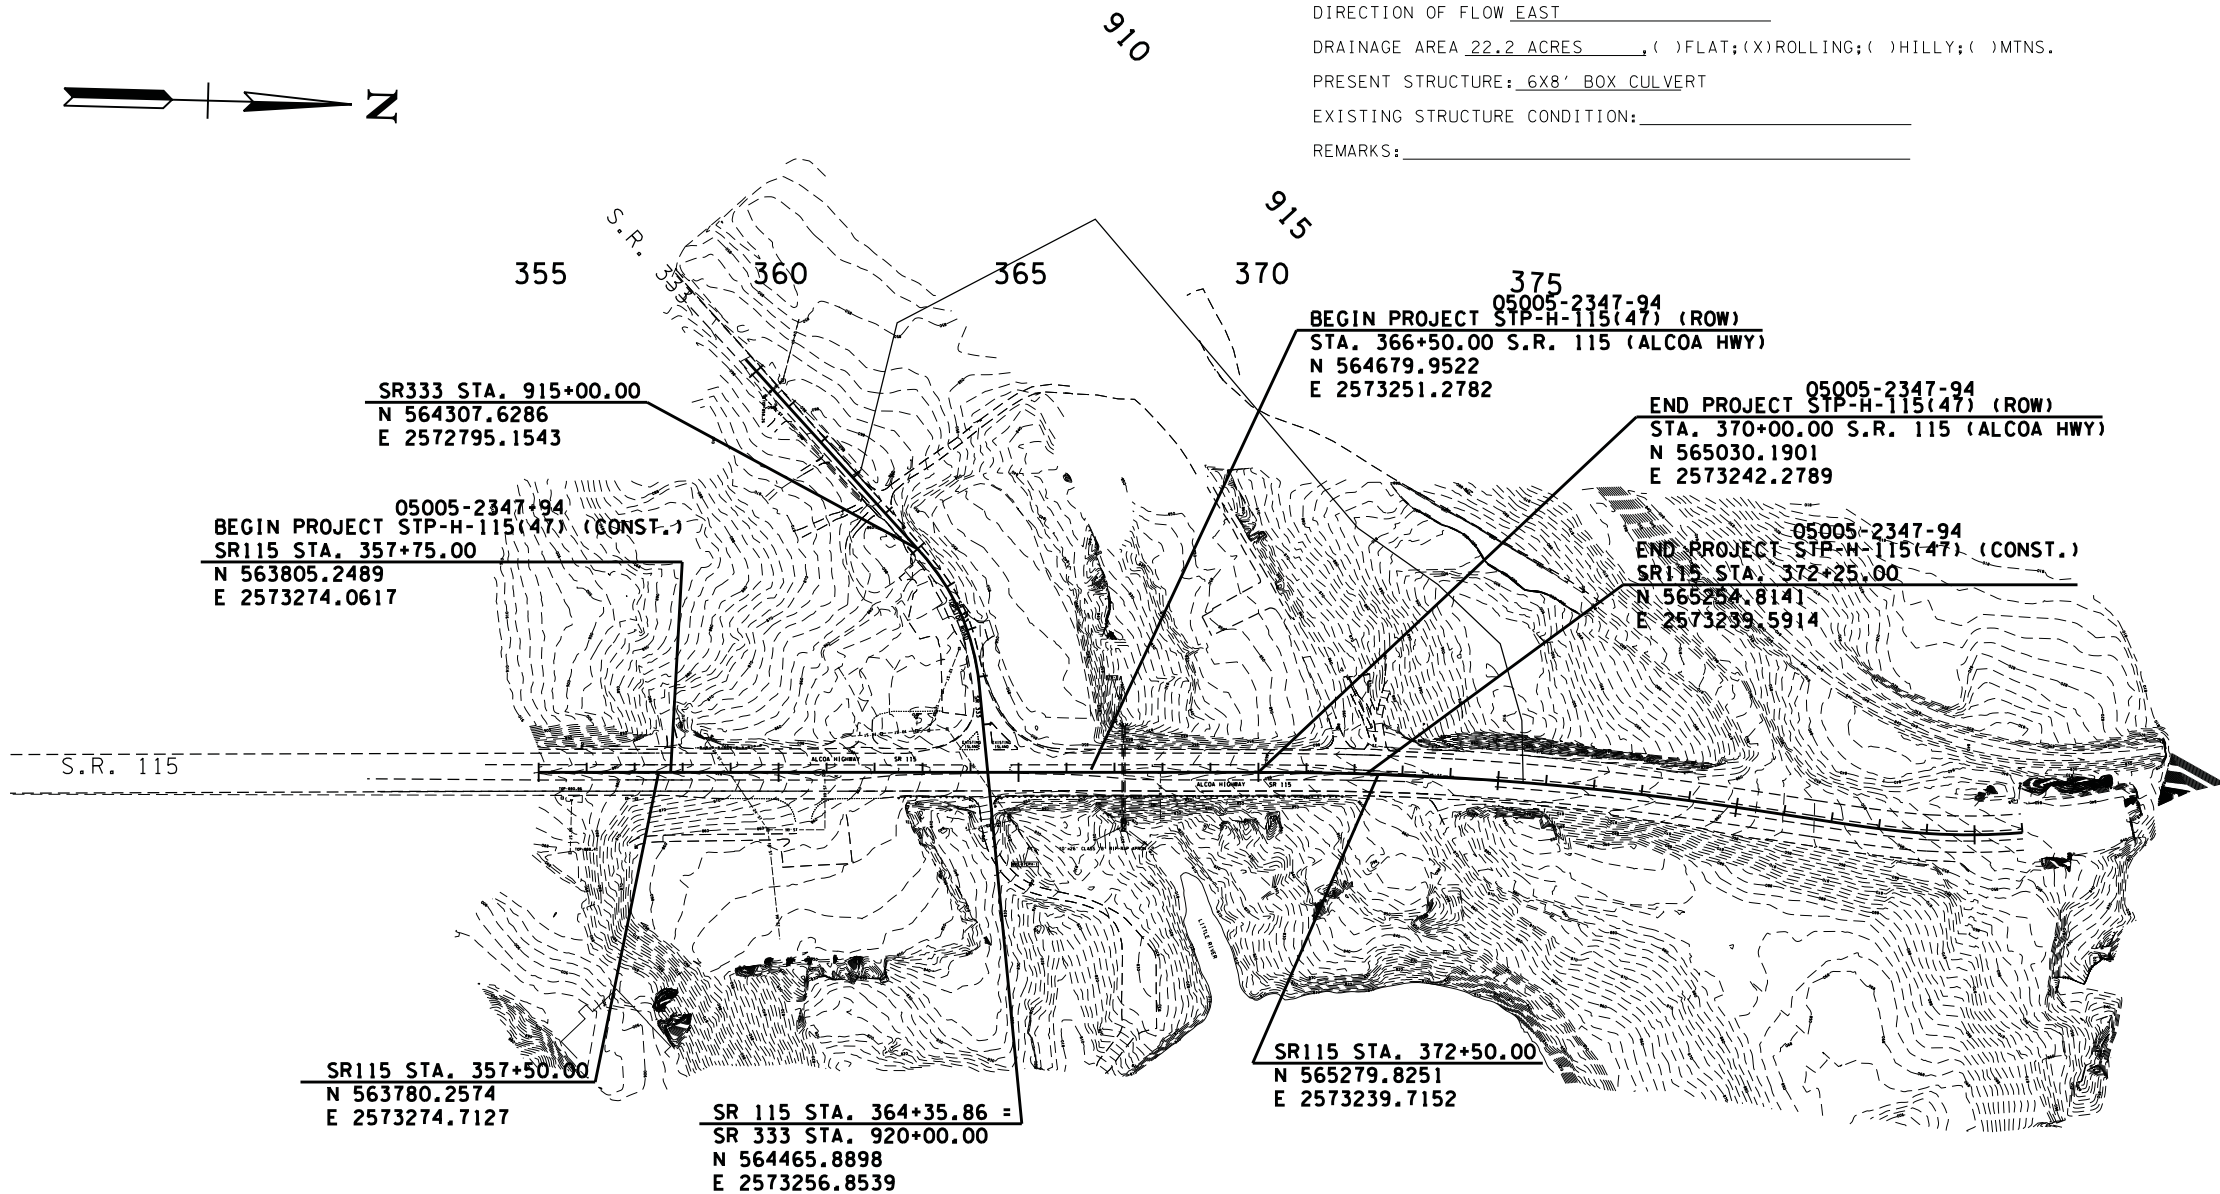 DIRECTION OF FLOW EAST
DRAINAGE AREA 22.2 ACRES ,( )FLAT;(X)ROLLING;( )HILLY;( )MTNS.
PRESENT STRUCTURE: 6X8' BOX CULVERT
EXISTING STRUCTURE CONDITION:
REMARKS:
910
N
915
S.R. 333
355
360
365
370
375
05005-2347-94
BEGIN PROJECT STP-H-115(47) (ROW)
STA. 366+50.00 S.R. 115 (ALCOA HWY)
N 564679.9522
E 2573251.2782
SR333 STA. 915+00.00
N 564307.6286
E 2572795.1543
05005-2347-94
END PROJECT STP-H-115(47) (ROW)
STA. 370+00.00 S.R. 115 (ALCOA HWY)
N 565030.1901
E 2573242.2789
05005-2347-94
BEGIN PROJECT STP-H-115(47) (CONST.)
SR115 STA. 357+75.00
N 563805.2489
E 2573274.0617
05005-2347-94
END PROJECT STP-H-115(47) (CONST.)
SR115 STA. 372+25.00
N 565254.8141
E 2573239.5914
S.R. 115
ALCOA HIGHWAY SR 115
ALCOA HIGHWAY SR 115
LITTLE RIVER
SR115 STA. 357+50.00
N 563780.2574
E 2573274.7127
SR 115 STA. 364+35.86 =
SR 333 STA. 920+00.00
N 564465.8898
E 2573256.8539
SR115 STA. 372+50.00
N 565279.8251
E 2573239.7152